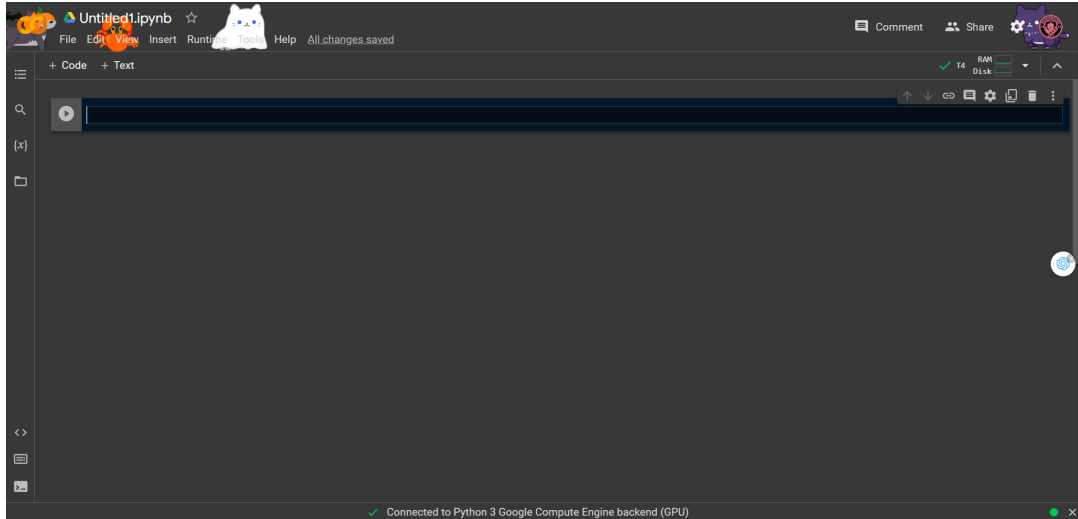 Untitled1.ipynb
File Edit View Insert Runtime Tools Help All changes saved
Comment Share
+ Code + Text
T4 RAM
Disk
{x}
Connected to Python 3 Google Compute Engine backend (GPU)